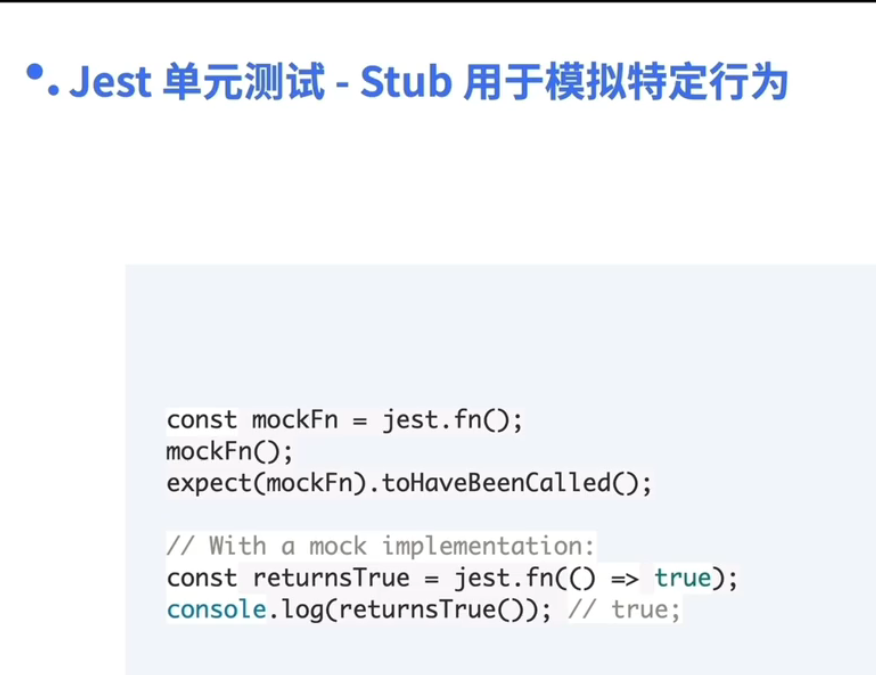 Jest 单元测试 - Stub 用于模拟特定行为
const mockFn = jest.fn();
mockFn();
expect(mockFn).toHaveBeenCalled();
// With a mock implementation:
const returnsTrue = jest.fn(() => true);
console.log(returnsTrue()); // true;